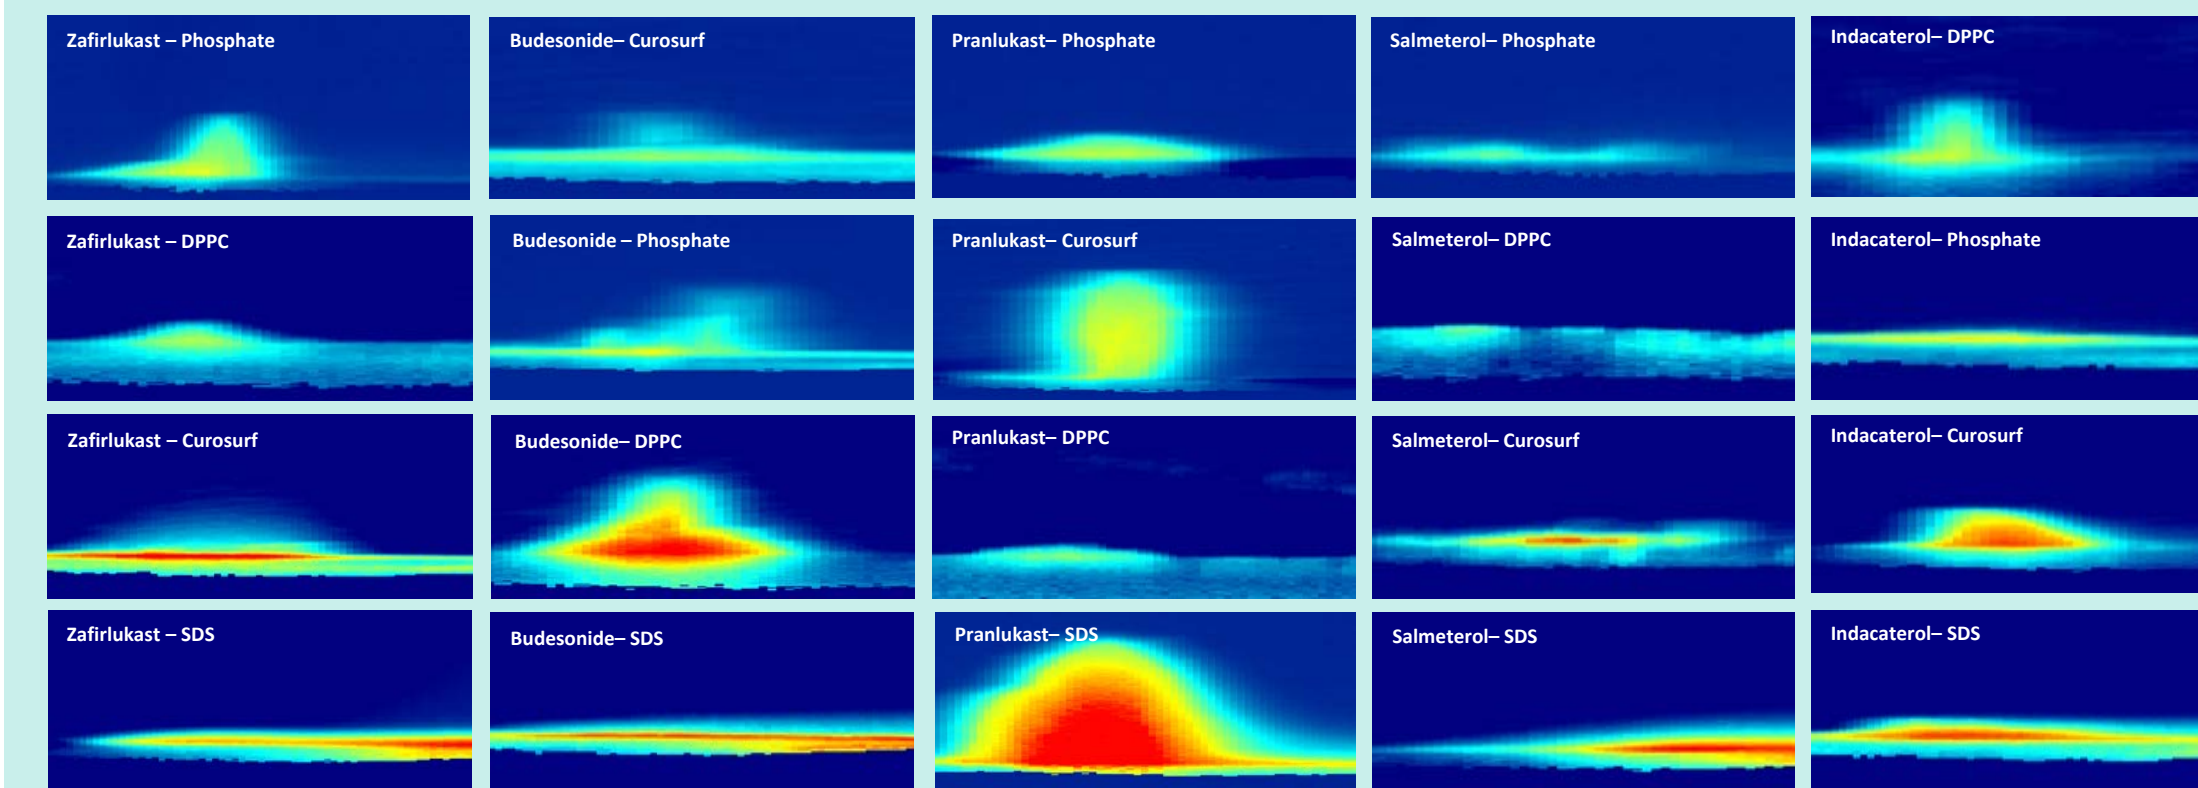 Zafirlukast – Phosphate
Budesonide– Curosurf
Pranlukast– Phosphate
Salmeterol– Phosphate
Indacaterol– DPPC
Zafirlukast – DPPC
Budesonide – Phosphate
Pranlukast– Curosurf
Salmeterol– DPPC
Indacaterol– Phosphate
Zafirlukast – Curosurf
Budesonide– DPPC
Pranlukast– DPPC
Salmeterol– Curosurf
Indacaterol– Curosurf
Zafirlukast – SDS
Budesonide– SDS
Pranlukast– SDS
Salmeterol– SDS
Indacaterol– SDS